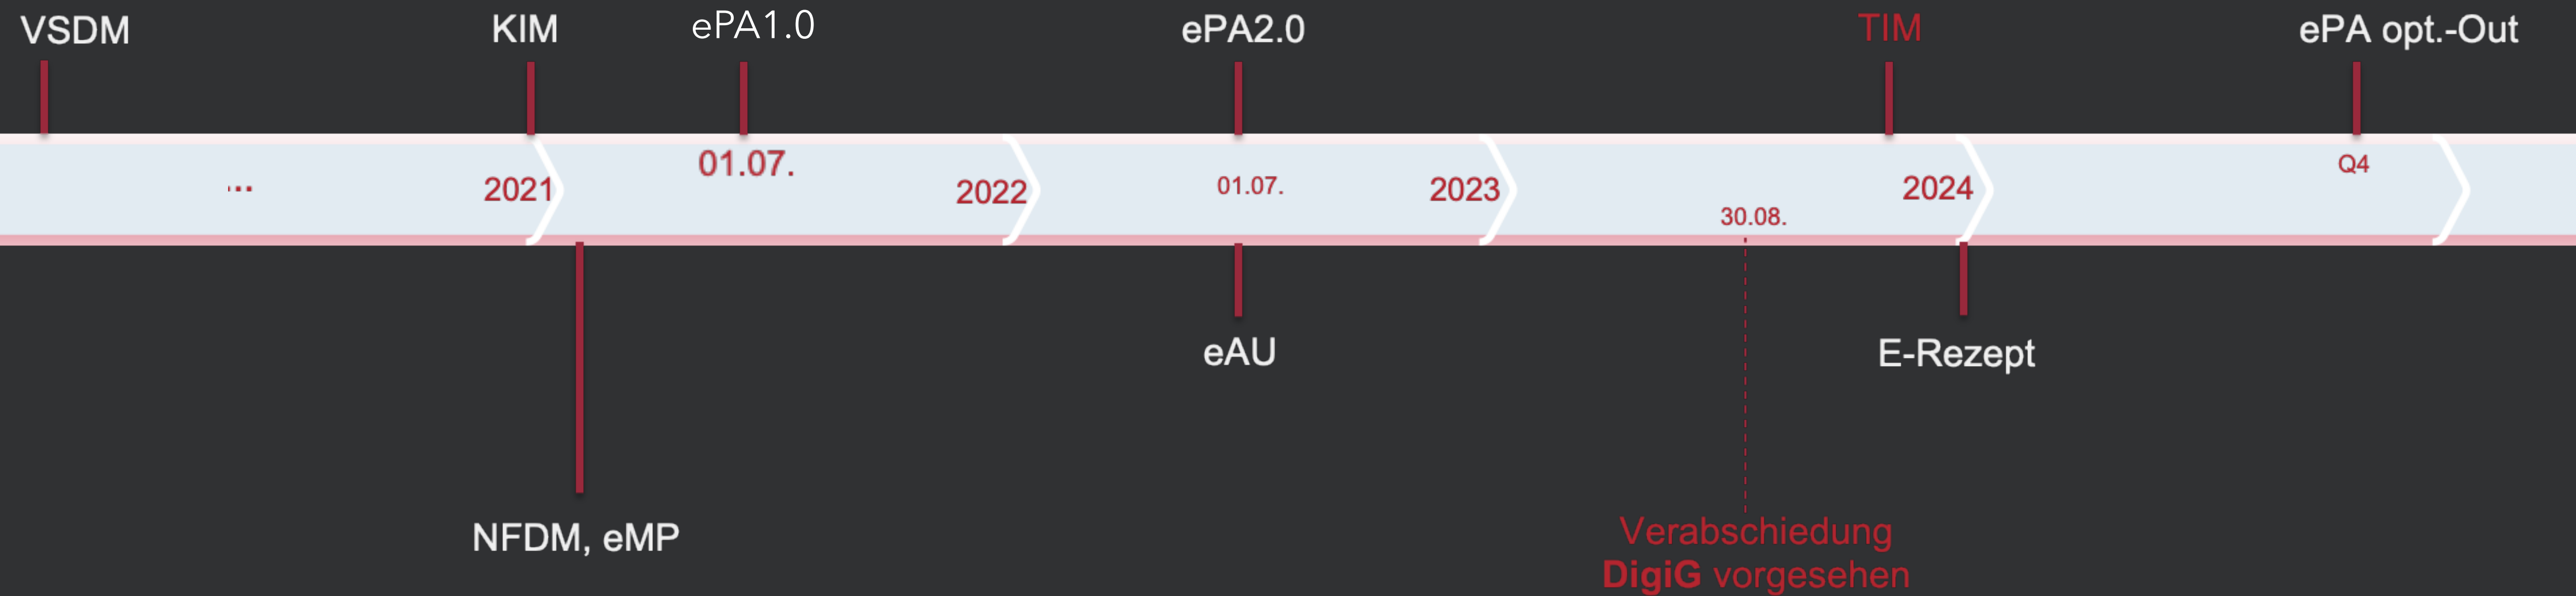 VSDM
KIM
ePA1.0
ePA2.0
TIM
ePA opt.-Out
...
2021
01.07.
2022
01.07.
2023
30.08.
2024
Q4
eAU
E-Rezept
NFDM, eMP
Verabschiedung
DigiG vorgesehen